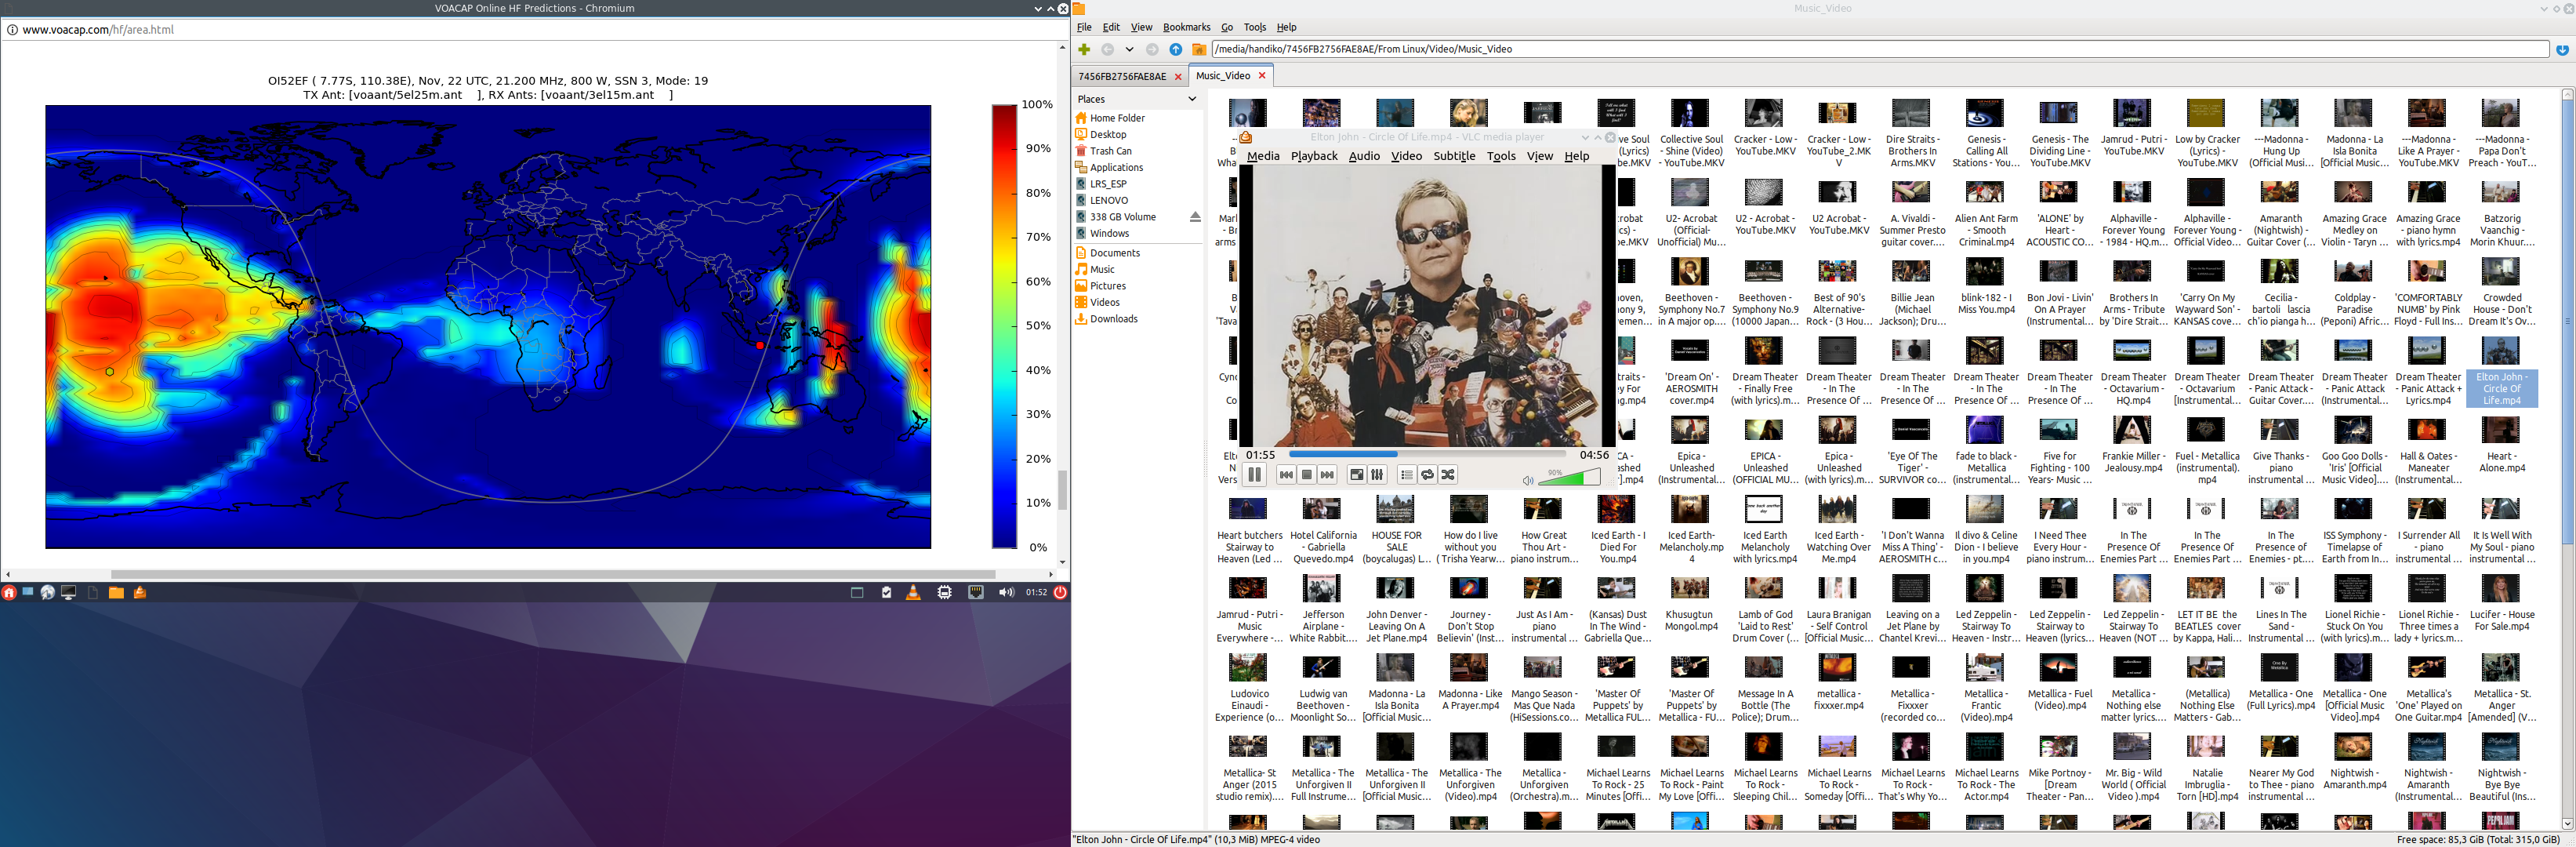 VOACAP Online HF Predictions - Chromium
www.voacap.com/hf/area.html
OI52EF ( 7.77S, 110.38E), Nov, 22 UTC, 21.200 MHz, 800 W, SSN 3, Mode: 19
TX Ant: [voaant/5el25m.ant ], RX Ants: [voaant/3el15m.ant ]
100%
90%
80%
70%
60%
50%
40%
30%
20%
10%
0%
01:52
Music_Video
File Edit View Bookmarks Go Tools Help
/media/handiko/7456FB2756FAE8AE/From Linux/Video/Music_Video
7456FB2756FAE8AE Music_Video
Places
Home Folder
Desktop
Trash Can
Applications
LRS_ESP
LENOVO
338 GB Volume
Windows
Documents
Music
Pictures
Videos
Downloads
Elton John - Circle Of Life.mp4 - VLC media player
Media Playback Audio Video Subtitle Tools View Help
01:55 04:56
90%
Collective Soul - Shine (Video) - YouTube.MKV
Cracker - Low - YouTube.MKV
Cracker - Low - YouTube_2.MKV
Dire Straits - Brothers In Arms.MKV
Genesis - Calling All Stations - You...
Genesis - The Dividing Line - YouTube.MKV
Jamrud - Putri - YouTube.MKV
Low by Cracker (Lyrics) - YouTube.MKV
---Madonna - Hung Up (Official Musi...
Madonna - La Isla Bonita [Official Music...
---Madonna - Like A Prayer - YouTube.MKV
---Madonna - Papa Don't Preach - YouT...
U2- Acrobat (Official- Unofficial) Mu...
U2 - Acrobat - YouTube.MKV
U2 Acrobat - YouTube.MKV
A. Vivaldi - Summer Presto guitar cover....
Alien Ant Farm - Smooth Criminal.mp4
'ALONE' by Heart - ACOUSTIC CO...
Alphaville - Forever Young - 1984 - HQ.m...
Alphaville - Forever Young - Official Video...
Amaranth (Nightwish) - Guitar Cover (...
Amazing Grace Medley on Violin - Taryn ...
Amazing Grace - piano hymn with lyrics.mp4
Batzorig Vaanchig - Morin Khuur....
Beethoven - Symphony No.7 in A major op....
Beethoven - Symphony No.9 (10000 Japan...
Best of 90's Alternative- Rock - (3 Hou...
Billie Jean (Michael Jackson); Dru...
blink-182 - I Miss You.mp4
Bon Jovi - Livin' On A Prayer (Instrumental...
Brothers In Arms - Tribute by 'Dire Strait...
'Carry On My Wayward Son' - KANSAS cove...
Cecilia - bartoli lascia ch'io pianga h...
Coldplay - Paradise (Peponi) Afric...
'COMFORTABLY NUMB' by Pink Floyd - Full Ins...
Crowded House - Don't Dream It's Ov...
'Dream On' - AEROSMITH cover.mp4
Dream Theater - Finally Free (with lyrics).m...
Dream Theater - In The Presence Of ...
Dream Theater - In The Presence Of ...
Dream Theater - In The Presence Of ...
Dream Theater - In The Presence Of ...
Dream Theater - Octavarium - HQ.mp4
Dream Theater - Octavarium [Instrumental...
Dream Theater - Panic Attack - Guitar Cover....
Dream Theater - Panic Attack (Instrumental...
Dream Theater - Panic Attack + Lyrics.mp4
Elton John - Circle Of Life.mp4
Epica - Unleashed (Instrumental...
EPICA - Unleashed (OFFICIAL MU...
Epica - Unleashed (with lyrics).m...
'Eye Of The Tiger' - SURVIVOR co...
fade to black - Metallica (instrumental...
Five for Fighting - 100 Years- Music ...
Frankie Miller - Jealousy.mp4
Fuel - Metallica (instrumental).mp4
Give Thanks - piano instrumental ...
Goo Goo Dolls - 'Iris' [Official Music Video]....
Hall & Oates - Maneater (Instrumental...
Heart - Alone.mp4
Heart butchers Stairway to Heaven (Led ...
Hotel California - Gabriella Quevedo.mp4
HOUSE FOR SALE (boycalugas) L...
How do I live without you ( Trisha Yearw...
How Great Thou Art - piano instrum...
Iced Earth - I Died For You.mp4
Iced Earth- Melancholy.mp4
Iced Earth Melancholy with lyrics.mp4
Iced Earth - Watching Over Me.mp4
'I Don't Wanna Miss A Thing' - AEROSMITH c...
Il divo & Celine Dion - I believe in you.mp4
I Need Thee Every Hour - piano instrum...
In The Presence Of Enemies Part ...
In The Presence Of Enemies Part ...
In The Presence of Enemies - pt....
ISS Symphony - Timelapse of Earth from In...
I Surrender All - piano instrumental ...
It Is Well With My Soul - piano instrumental ...
Jamrud - Putri - Music Everywhere -...
Jefferson Airplane - White Rabbit....
John Denver - Leaving On A Jet Plane.mp4
Journey - Don't Stop Believin' (Inst...
Just As I Am - piano instrumental ...
(Kansas) Dust In The Wind - Gabriella Que...
Khusugtun Mongol.mp4
Lamb of God 'Laid to Rest' Drum Cover (...
Laura Branigan - Self Control [Official Music...
Leaving on a Jet Plane by Chantel Krevi...
Led Zeppelin - Stairway To Heaven - Instr...
Led Zeppelin - Stairway to Heaven (lyrics...
Led Zeppelin - Stairway To Heaven (NOT ...
LET IT BE the BEATLES cover by Kappa, Hali...
Lines In The Sand - Instrumental ...
Lionel Richie - Stuck On You (with lyrics).m...
Lionel Richie - Three times a lady + lyrics.m...
Lucifer - House For Sale.mp4
Ludovico Einaudi - Experience (o...
Ludwig van Beethoven - Moonlight So...
Madonna - La Isla Bonita [Official Music...
Madonna - Like A Prayer.mp4
Mango Season - Mas Que Nada (HiSessions.co...
'Master Of Puppets' by Metallica FUL...
'Master Of Puppets' by Metallica - FU...
Message In A Bottle (The Police); Drum...
metallica - fixxxer.mp4
Metallica - Fixxxer (recorded co...
Metallica - Frantic (Video).mp4
Metallica - Fuel (Video).mp4
Metallica - Nothing else matter lyrics....
(Metallica) Nothing Else Matters - Gab...
Metallica - One (Full Lyrics).mp4
Metallica - One [Official Music Video].mp4
Metallica's 'One' Played on One Guitar.mp4
Metallica - St. Anger [Amended] (V...
Metallica- St Anger (2015 studio remix)....
Metallica - The Unforgiven II Full Instrume...
Metallica - The Unforgiven II [Official Music...
Metallica - The Unforgiven (Video).mp4
Metallica - Unforgiven (Orchestra).m...
Michael Learns To Rock - 25 Minutes [Offi...
Michael Learns To Rock - Paint My Love [Offi...
Michael Learns To Rock - Sleeping Chil...
Michael Learns To Rock - Someday [Offi...
Michael Learns To Rock - That's Why Yo...
Michael Learns To Rock - The Actor.mp4
Mike Portnoy - [Dream Theater - Pan...
Mr. Big - Wild World ( Official Video ).mp4
Natalie Imbruglia - Torn [HD].mp4
Nearer My God to Thee - piano instrumental ...
Nightwish - Amaranth.mp4
Nightwish - Amaranth (Instrumental...
Nightwish - Bye Bye Beautiful (Ins...
"Elton John - Circle Of Life.mp4" (10,3 MiB) MPEG-4 video
Free space: 85,3 GiB (Total: 315,0 GiB)